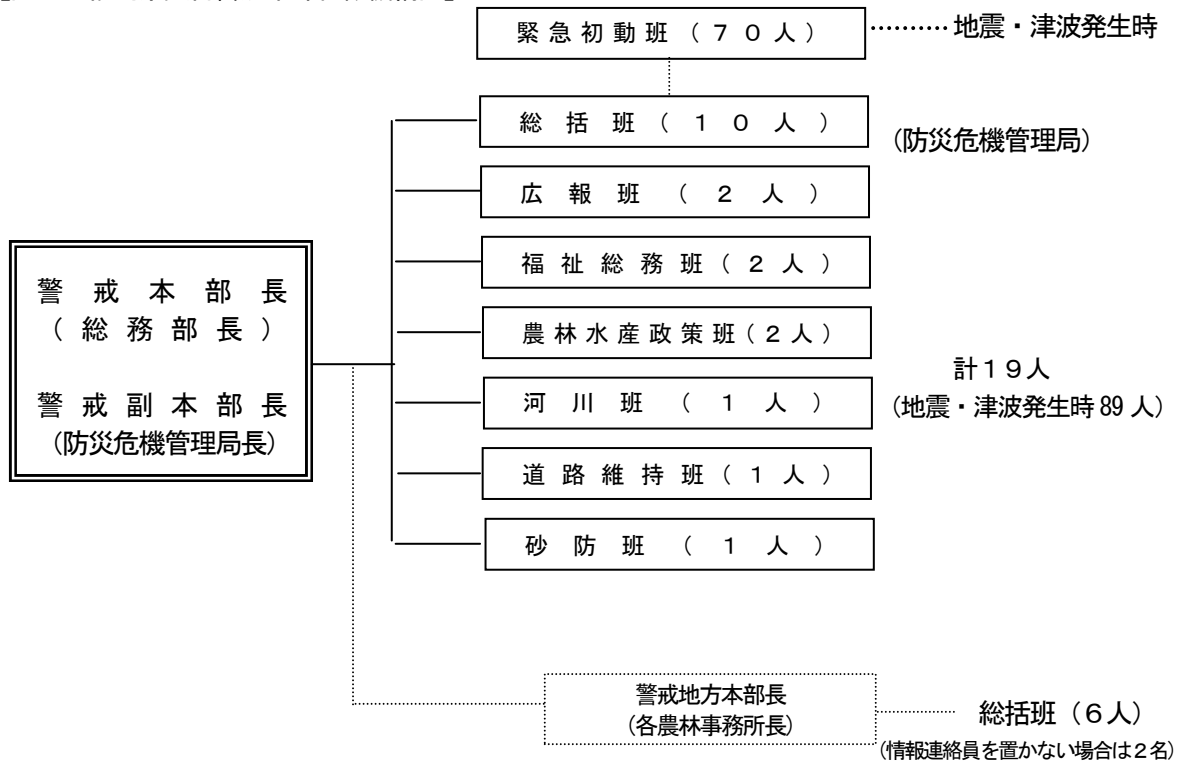 緊急初動班（７０人）
地震・津波発生時
総括班（１０人）
(防災危機管理局)
広報班（２人）
福祉総務班（２人）
警戒本部長
（総務部長）
農林水産政策班(２人)
計１９人
警戒副本部長
(防災危機管理局長)
河川班（１人）
(地震・津波発生時 89 人)
道路維持班（１人）
砂防班（１人）
警戒地方本部長
(各農林事務所長)
総括班（６人）
(情報連絡員を置かない場合は２名)